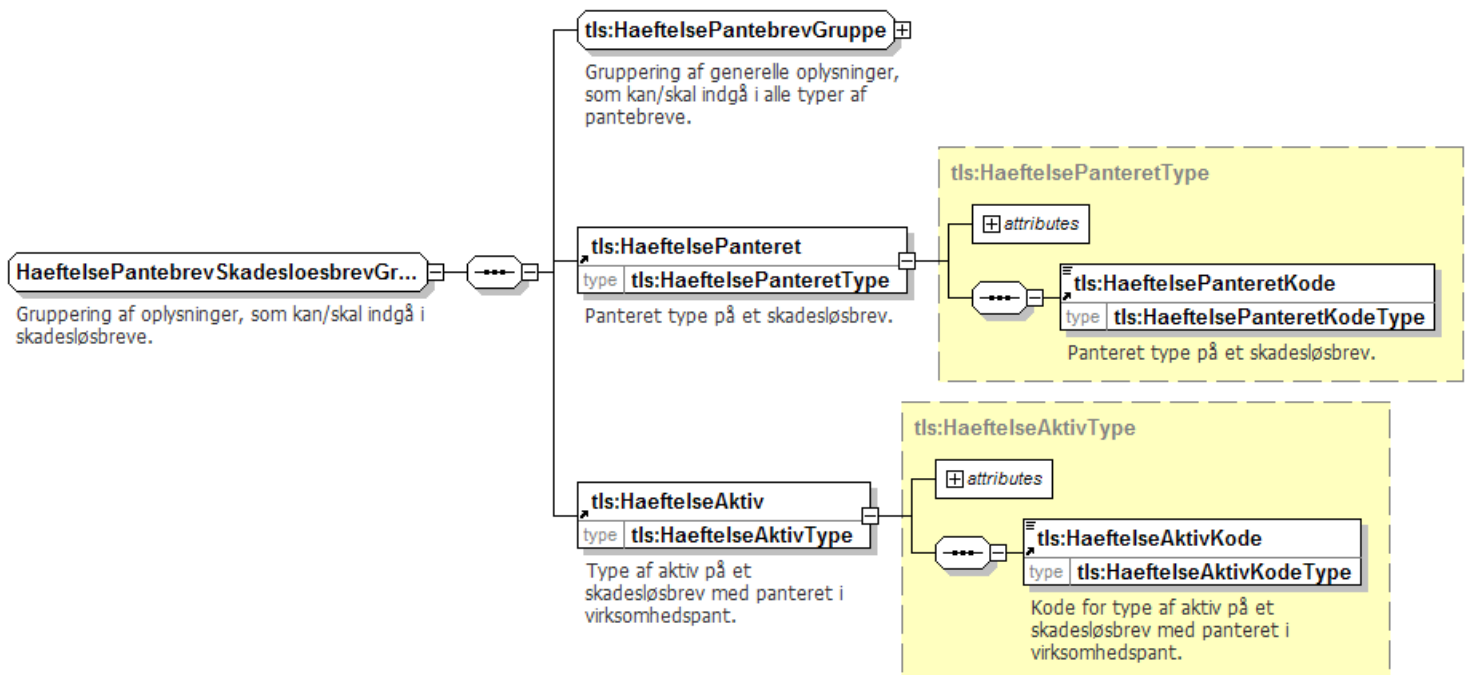 tls:HaeftelsePantebrevGruppe
Gruppering af generelle oplysninger,
som kan/skal indgå i alle typer af
pantebreve.
tls:HaeftelsePanteretType
attributes
tls:HaeftelsePanteret
type tls:HaeftelsePanteretType
Panteret type på et skadesløsbrev.
tls:HaeftelsePanteretKode
type tls:HaeftelsePanteretKodeType
Panteret type på et skadesløsbrev.
HaeftelsePantebrevSkadesloesbrevGr...
Gruppering af oplysninger, som kan/skal indgå i
skadesløsbreve.
tls:HaeftelseAktivType
attributes
tls:HaeftelseAktiv
type tls:HaeftelseAktivType
Type af aktiv på et
skadesløsbrev med panteret i
virksomhedspant.
tls:HaeftelseAktivKode
type tls:HaeftelseAktivKodeType
Kode for type af aktiv på et
skadesløsbrev med panteret i
virksomhedspant.